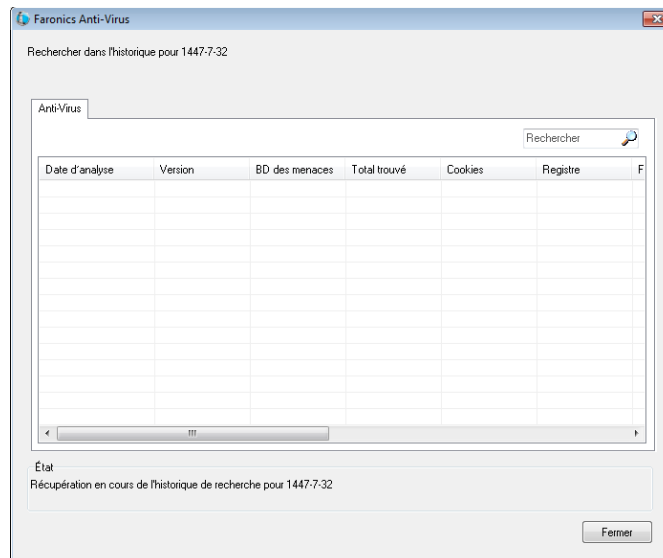 Faronics Anti-Virus
Rechercher dans l'historique pour 1447-7-32
Anti-Virus
Rechercher
Date d'analyse Version BD des menaces Total trouvé Cookies Registre F
État
Récupération en cours de l'historique de recherche pour 1447-7-32
Fermer